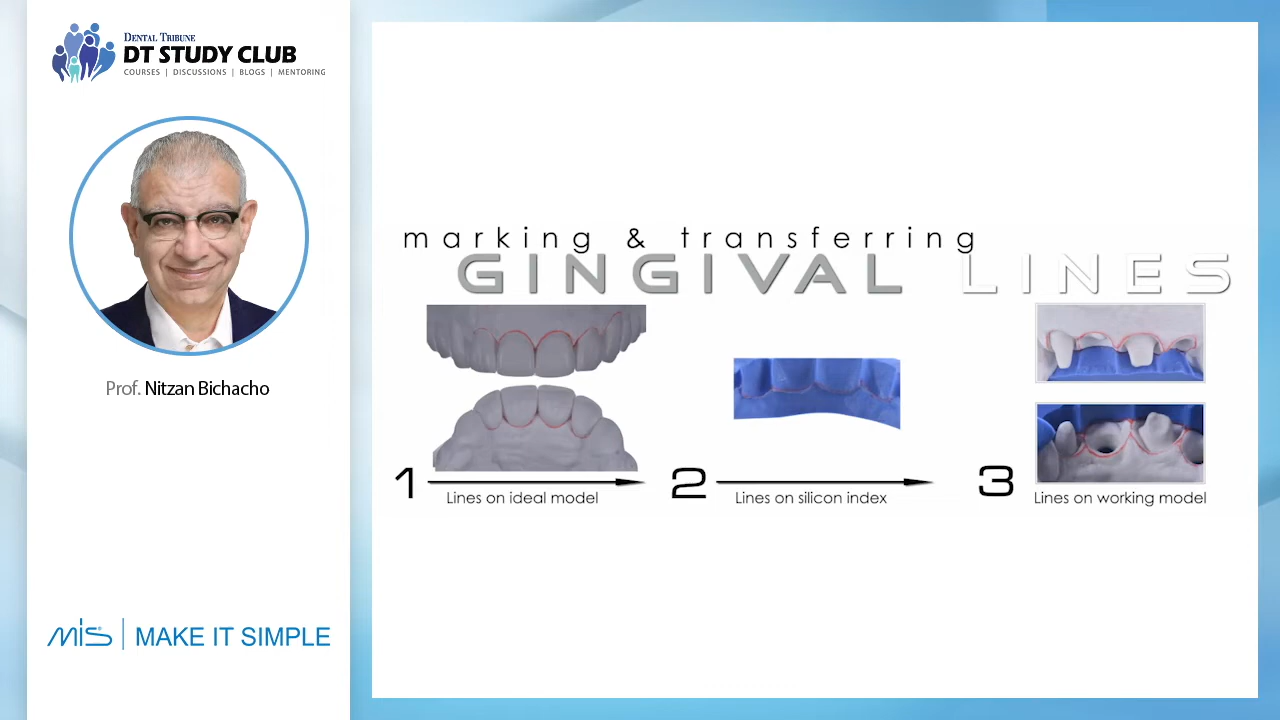 DENTAL TRIBUNE
DT STUDY CLUB
COURSES | DISCUSSIONS | BLOGS | MENTORING
Prof. Nitzan Bichacho
MIS® | MAKE IT SIMPLE
marking & transferring
GINGIVAL LINES
1
Lines on ideal model
2
Lines on silicon index
3
Lines on working model